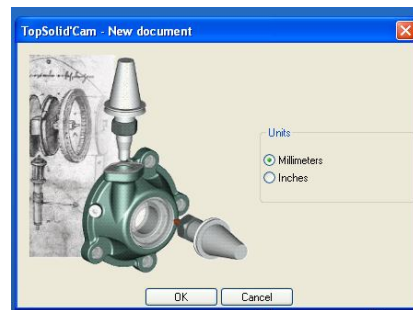 TopSolid'Cam - New document
Units
Millimeters
Inches
OK
Cancel